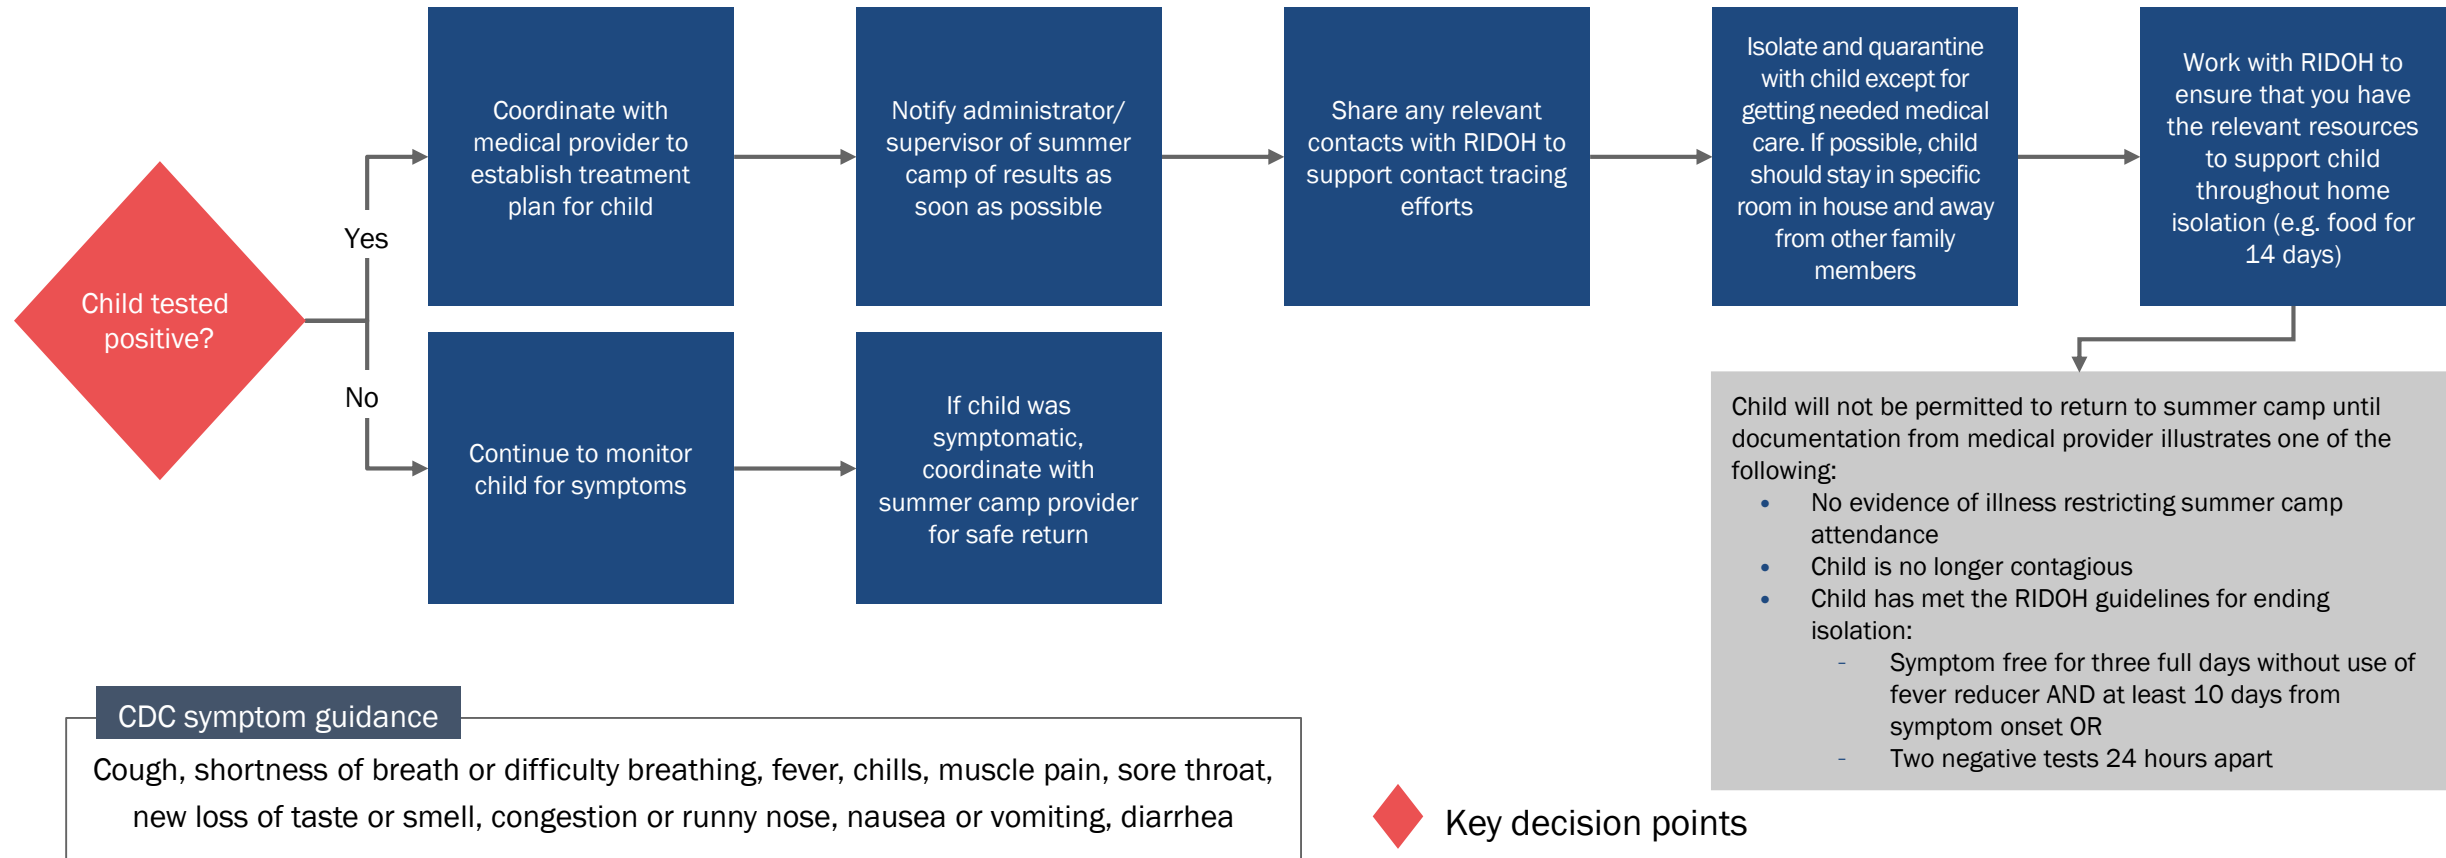 Child tested
positive?
Yes
No
Coordinate with
medical provider to
establish treatment
plan for child
Notify administrator/
supervisor of summer
camp of results as
soon as possible
Share any relevant
contacts with RIDOH to
support contact tracing
efforts
Isolate and quarantine
with child except for
getting needed medical
care. If possible, child
should stay in specific
room in house and away
from other family
members
Work with RIDOH to
ensure that you have
the relevant resources
to support child
throughout home
isolation (e.g. food for
14 days)
Continue to monitor
child for symptoms
If child was
symptomatic,
coordinate with
summer camp provider
for safe return
Child will not be permitted to return to summer camp until
documentation from medical provider illustrates one of the
following:
• No evidence of illness restricting summer camp
attendance
• Child is no longer contagious
• Child has met the RIDOH guidelines for ending
isolation:
- Symptom free for three full days without use of
fever reducer AND at least 10 days from
symptom onset OR
- Two negative tests 24 hours apart
CDC symptom guidance
Cough, shortness of breath or difficulty breathing, fever, chills, muscle pain, sore throat,
new loss of taste or smell, congestion or runny nose, nausea or vomiting, diarrhea
Key decision points